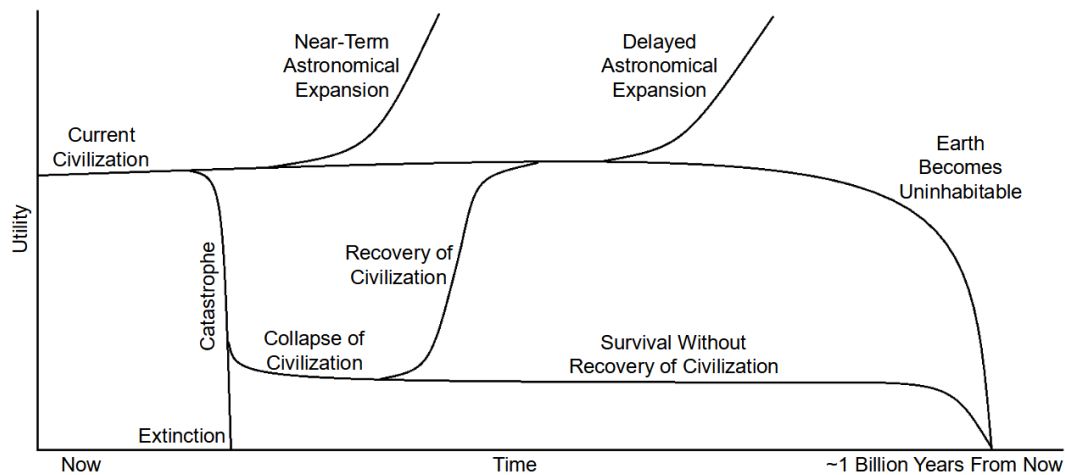 Near-Term
Astronomical
Expansion
Delayed
Astronomical
Expansion
Current
Civilization
Earth
Becomes
Uninhabitable
Utility
Catastrophe
Recovery of
Civilization
Collapse of
Civilization
Survival Without
Recovery of Civilization
Extinction
Now
Time
~1 Billion Years From Now